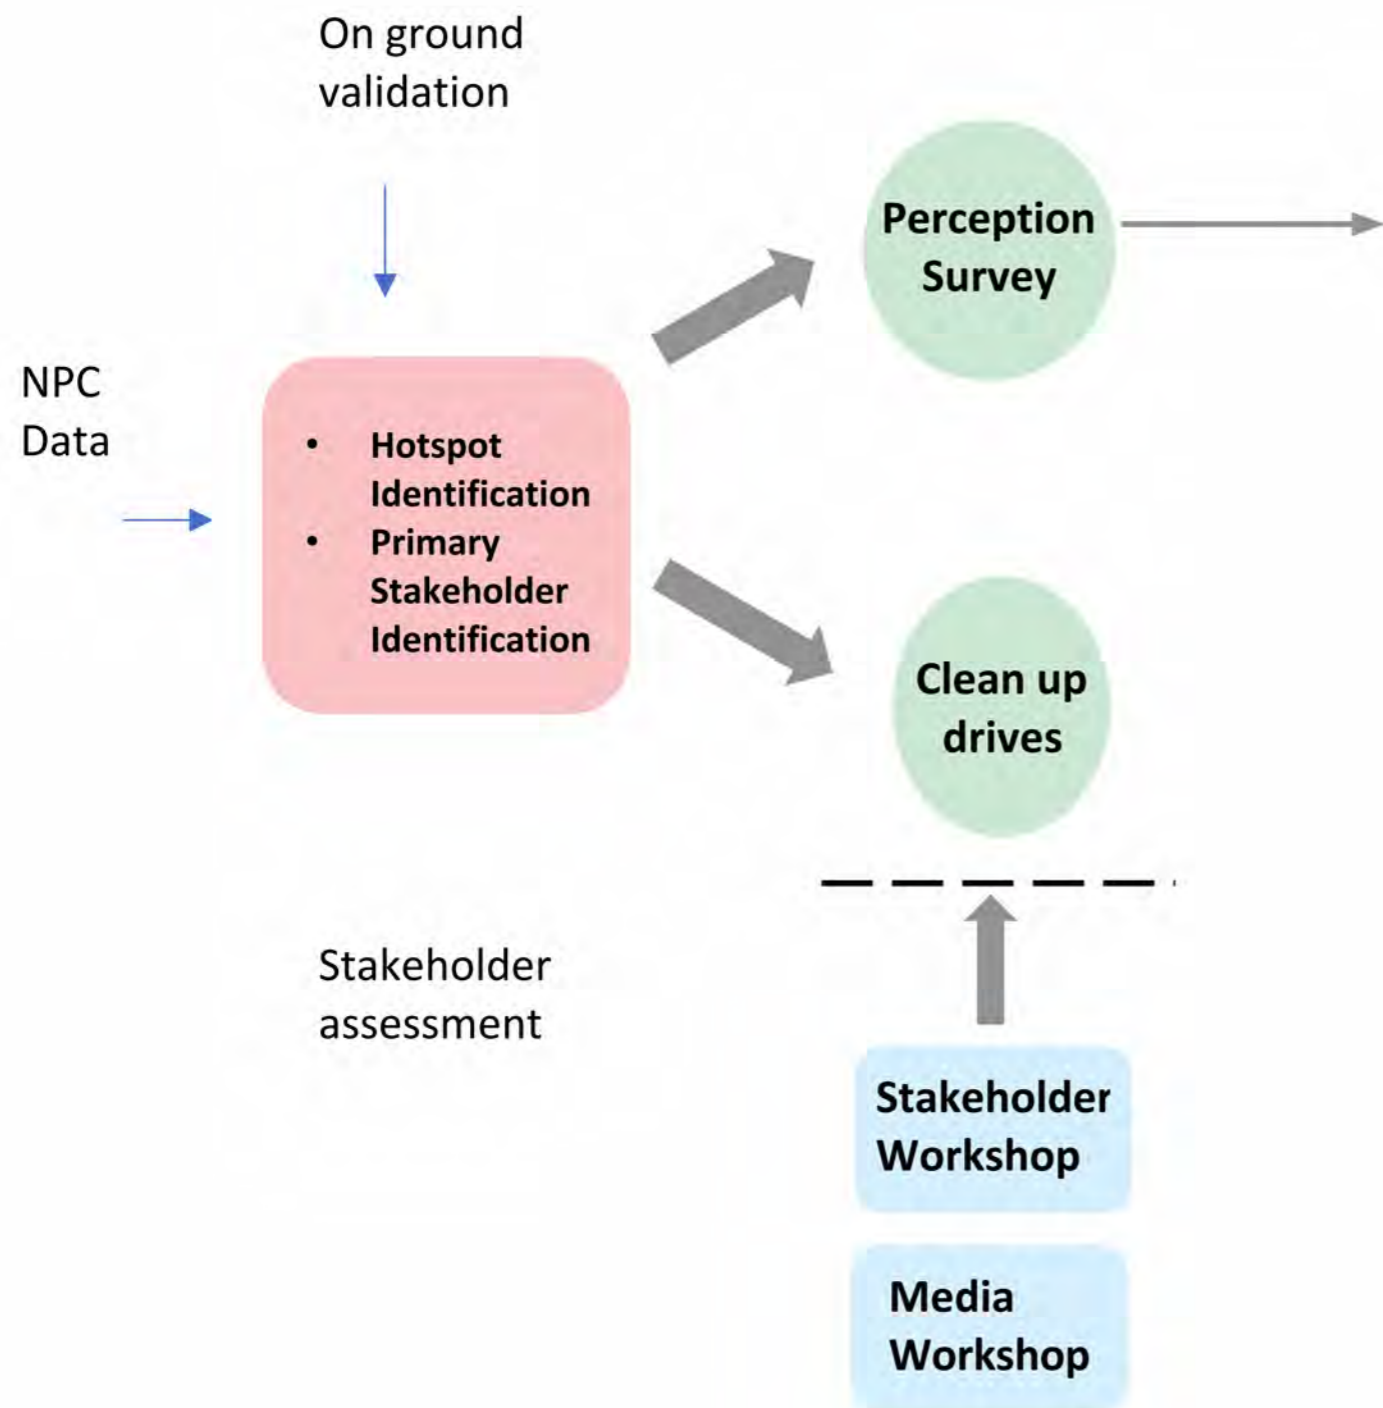 On ground
validation
NPC
Data
• Hotspot
Identification
• Primary
Stakeholder
Identification
Perception
Survey
Clean up
drives
Stakeholder
assessment
Stakeholder
Workshop
Media
Workshop